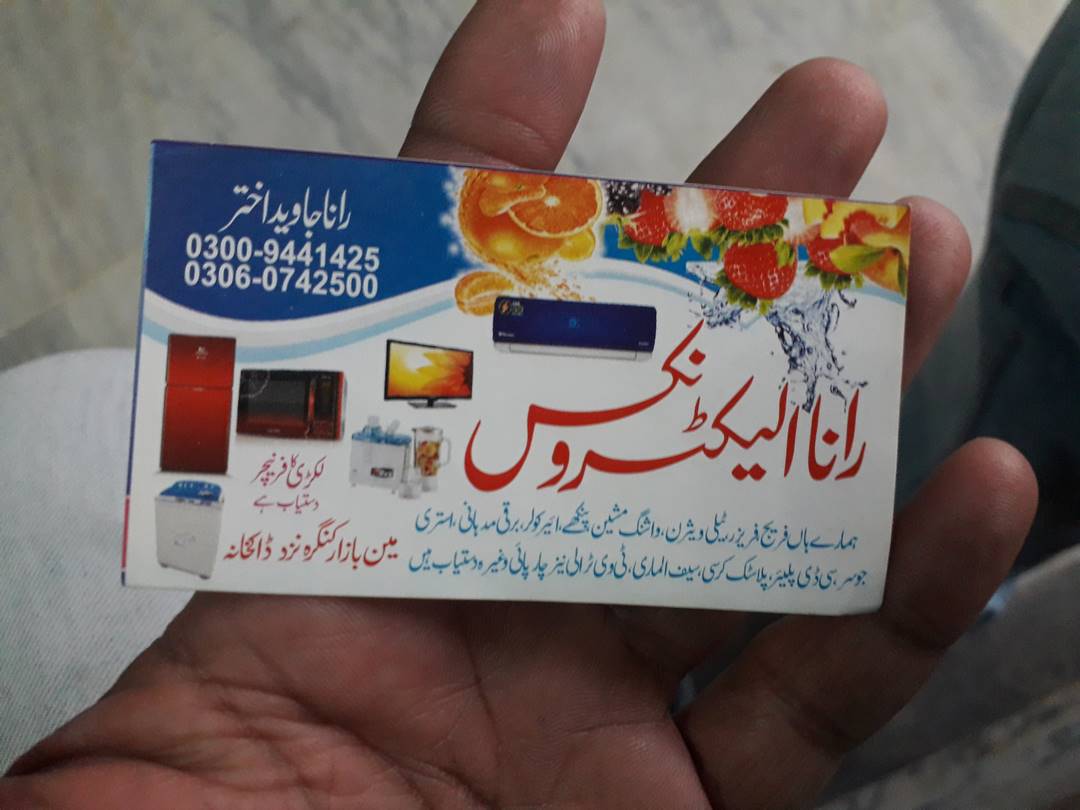 رانا جاوید اختر
0300-9441425
0306-0742500
رانا الیکٹرونکس
لکڑی کا فرنیچر
دستیاب ہے
ہمارے ہاں فریج فریزر، ٹیلی ویژن، واشنگ مشین پنکھے، ائیر کولر، برقی مدہانی، استری
جوسر، سی ڈی پلیئر، پلاسٹک کرسی، سیف الماری، ٹی وی ٹرالی نیز چارپائی وغیرہ دستیاب ہیں
مین بازار کنگرہ نزد ڈاکخانہ